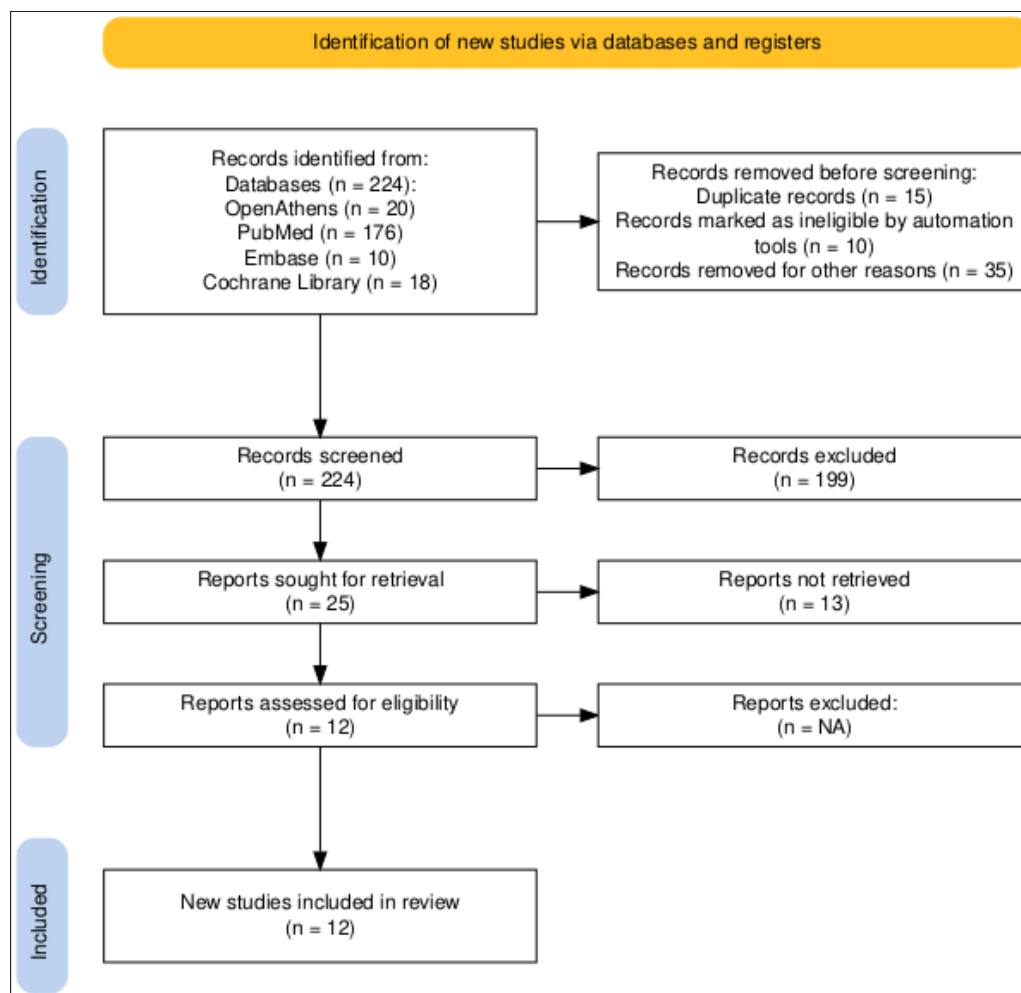 Identification of new studies via databases and registers
Identification
Records identified from:
Databases (n = 224):
OpenAthens (n = 20)
PubMed (n = 176)
Embase (n = 10)
Cochrane Library (n = 18)
Records removed before screening:
Duplicate records (n = 15)
Records marked as ineligible by automation
tools (n = 10)
Records removed for other reasons (n = 35)
Screening
Records screened
(n = 224)
Records excluded
(n = 199)
Reports sought for retrieval
(n = 25)
Reports not retrieved
(n = 13)
Reports assessed for eligibility
(n = 12)
Reports excluded:
(n = NA)
Included
New studies included in review
(n = 12)